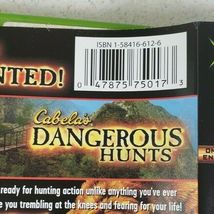 ISBN 1-58416-612-6
NTED!
0 47875 75017 3
Cabela's
DANGEROUS
HUNTS
ready for hunting action unlike anything you've ever
e you trembling at the knees and fearing for your life!